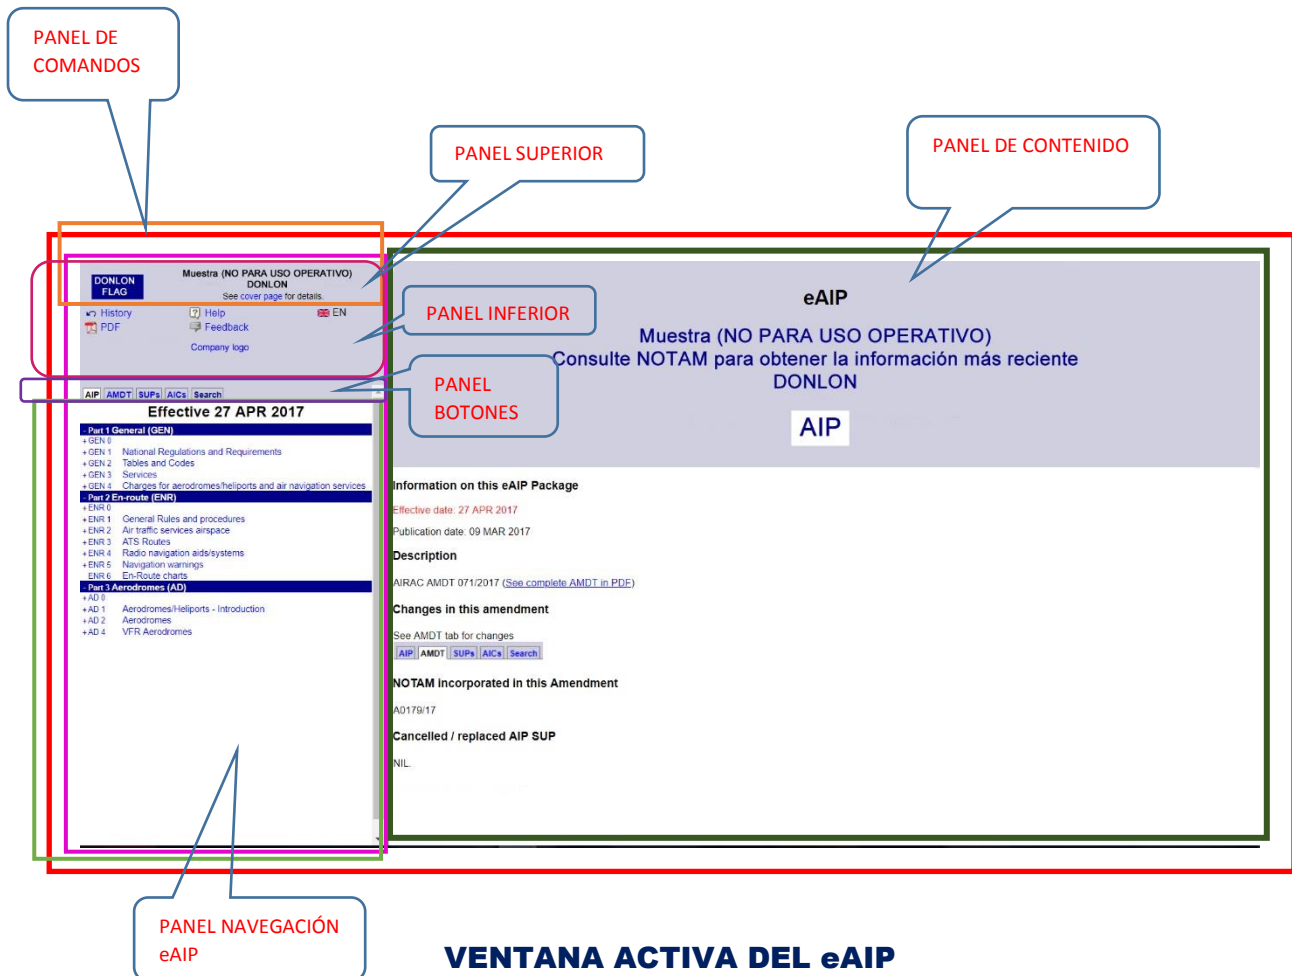 PANEL DE
COMANDOS
PANEL SUPERIOR
PANEL DE CONTENIDO
DONLON
FLAG
Muestra (NO PARA USO OPERATIVO)
DONLON
See cover page for details.
History
Help
EN
PDF
Feedback
Company logo
PANEL INFERIOR
PANEL
BOTONES
AIP AMDT SUPs AICs Search
Effective 27 APR 2017
- Part 1 General (GEN)
+ GEN 0
+ GEN 1 National Regulations and Requirements
+ GEN 2 Tables and Codes
+ GEN 3 Services
+ GEN 4 Charges for aerodromes/heliports and air navigation services
- Part 2 En-route (ENR)
+ ENR 0
+ ENR 1 General Rules and procedures
+ ENR 2 Air traffic services airspace
+ ENR 3 ATS Routes
+ ENR 4 Radio navigation aids/systems
+ ENR 5 Navigation warnings
ENR 6 En-Route charts
- Part 3 Aerodromes (AD)
+ AD 0
+ AD 1 Aerodromes/Heliports - Introduction
+ AD 2 Aerodromes
+ AD 4 VFR Aerodromes
eAIP
Muestra (NO PARA USO OPERATIVO)
Consulte NOTAM para obtener la información más reciente
DONLON
AIP
Information on this eAIP Package
Effective date: 27 APR 2017
Publication date: 09 MAR 2017
Description
AIRAC AMDT 071/2017 (See complete AMDT in PDF)
Changes in this amendment
See AMDT tab for changes
AIP AMDT SUPs AICs Search
NOTAM incorporated in this Amendment
A0179/17
Cancelled / replaced AIP SUP
NIL.
PANEL NAVEGACIÓN
eAIP
VENTANA ACTIVA DEL eAIP